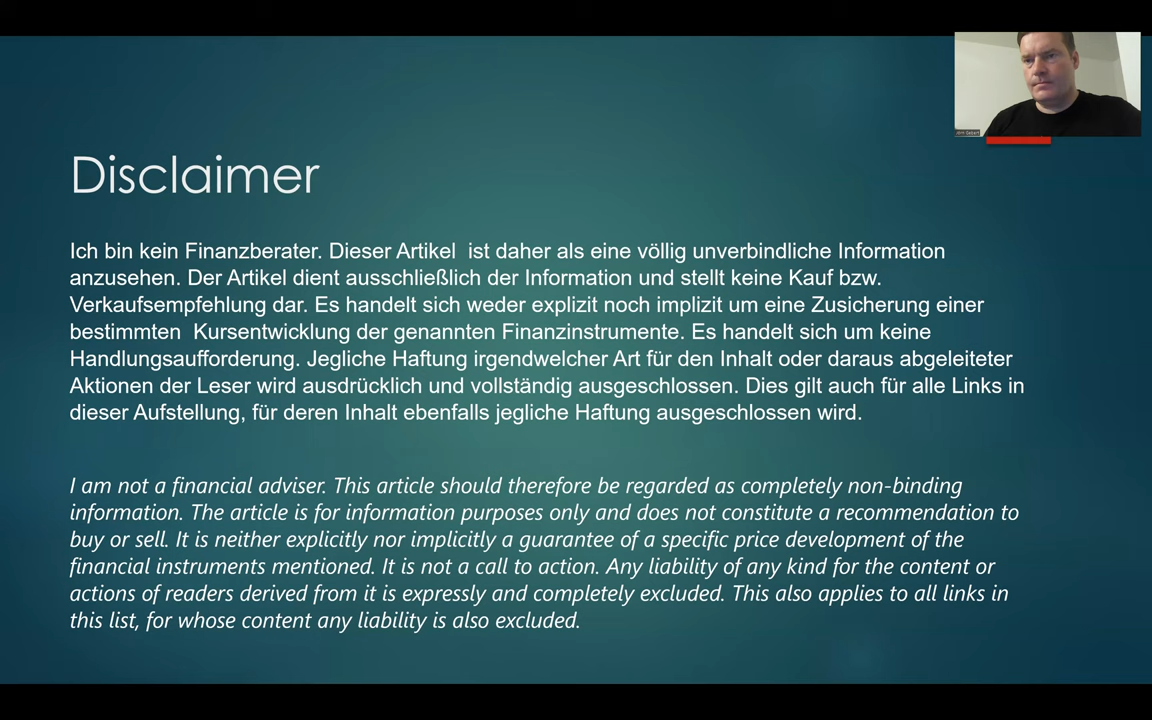 Disclaimer
Ich bin kein Finanzberater. Dieser Artikel  ist daher als eine völlig unverbindliche Information
anzusehen. Der Artikel dient ausschließlich der Information und stellt keine Kauf bzw.
Verkaufsempfehlung dar. Es handelt sich weder explizit noch implizit um eine Zusicherung einer
bestimmten  Kursentwicklung der genannten Finanzinstrumente. Es handelt sich um keine
Handlungsaufforderung. Jegliche Haftung irgendwelcher Art für den Inhalt oder daraus abgeleiteter
Aktionen der Leser wird ausdrücklich und vollständig ausgeschlossen. Dies gilt auch für alle Links in
dieser Aufstellung, für deren Inhalt ebenfalls jegliche Haftung ausgeschlossen wird.
I am not a financial adviser. This article should therefore be regarded as completely non-binding
information. The article is for information purposes only and does not constitute a recommendation to
buy or sell. It is neither explicitly nor implicitly a guarantee of a specific price development of the
financial instruments mentioned. It is not a call to action. Any liability of any kind for the content or
actions of readers derived from it is expressly and completely excluded. This also applies to all links in
this list, for whose content any liability is also excluded.